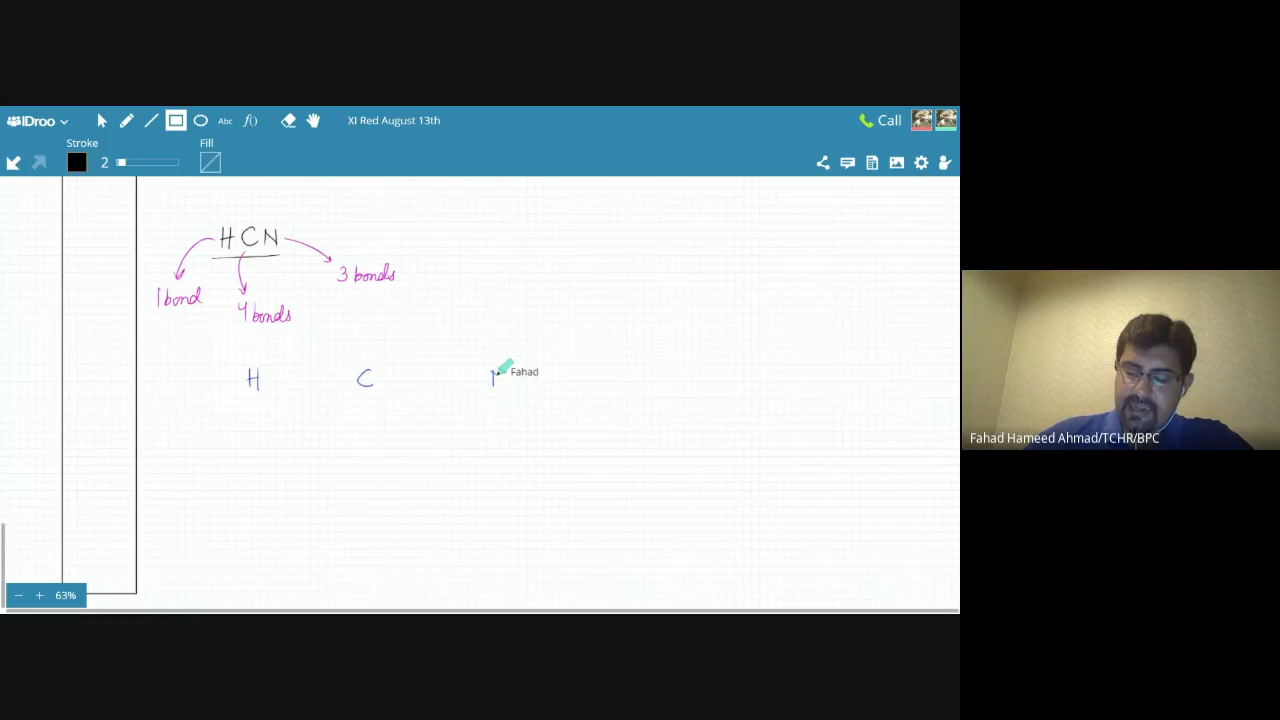 iDroo
Abc
f()
XI Red August 13th
Call
Stroke
Fill
2
HCN
3 bonds
1 bond
4 bonds
H C
Fahad
Fahad Hameed Ahmad/TCHR/BPC
− + 63%